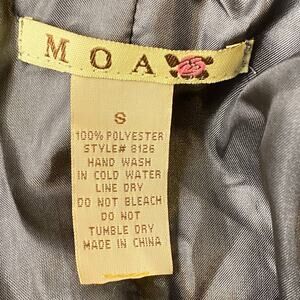 MOA
S
100% POLYESTER
STYLE# 8126
HAND WASH
IN COLD WATER
LINE DRY
DO NOT BLEACH
DO NOT
TUMBLE DRY
MADE IN CHINA